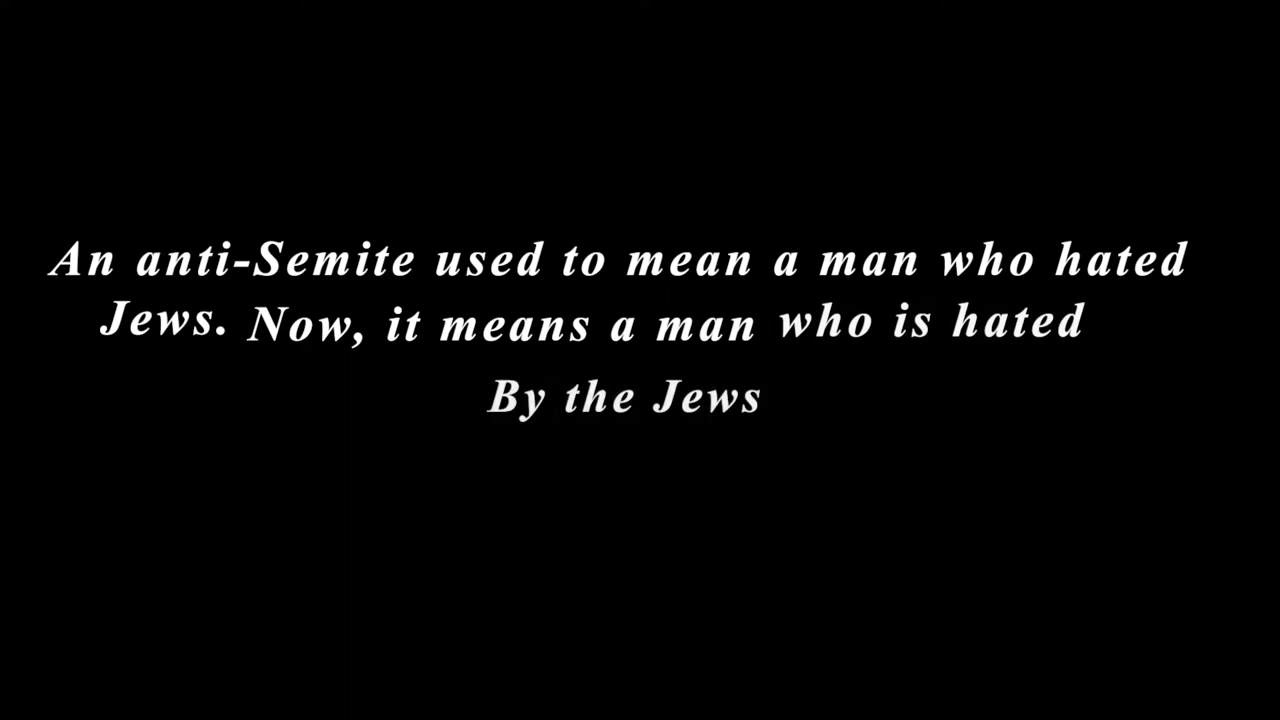 An anti-Semite used to mean a man who hated
Jews. Now, it means a man who is hated
By the Jews